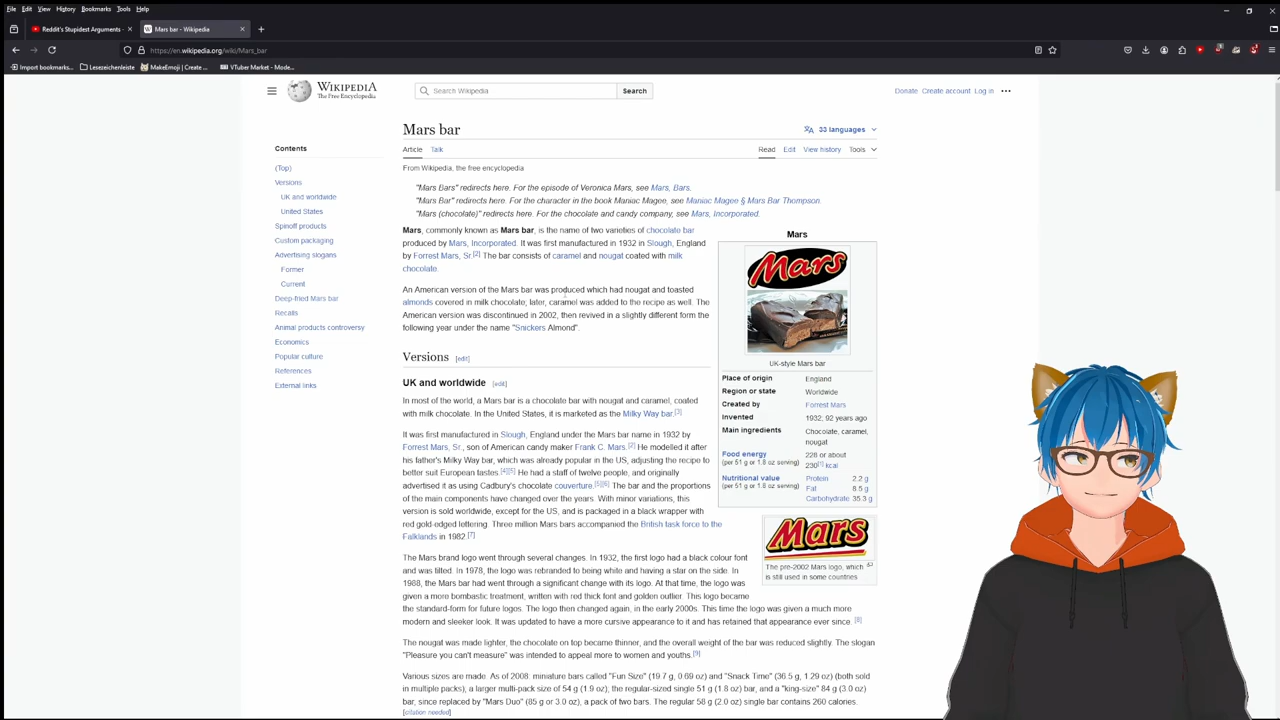 File Edit View History Bookmarks Tools Help
Reddit's Stupidest Arguments -
Mars bar - Wikipedia
https://en.wikipedia.org/wiki/Mars_bar
Import bookmarks... Lesezeichenleiste MakeEmoji | Create ... VTuber Market - Mode...
WIKIPEDIA
The Free Encyclopedia
Search Wikipedia
Search
Donate Create account Log in
Contents
(Top)
Versions
UK and worldwide
United States
Spinoff products
Custom packaging
Advertising slogans
Former
Current
Deep-fried Mars bar
Recalls
Animal products controversy
Economics
Popular culture
References
External links
Mars bar
33 languages
Article Talk
Read Edit View history Tools
From Wikipedia, the free encyclopedia
"Mars Bars" redirects here. For the episode of Veronica Mars, see Mars, Bars.
"Mars Bar" redirects here. For the character in the book Maniac Magee, see Maniac Magee § Mars Bar Thompson.
"Mars (chocolate)" redirects here. For the chocolate and candy company, see Mars, Incorporated.
Mars, commonly known as Mars bar, is the name of two varieties of chocolate bar
produced by Mars, Incorporated. It was first manufactured in 1932 in Slough, England
by Forrest Mars, Sr.[2] The bar consists of caramel and nougat coated with milk
chocolate.
An American version of the Mars bar was produced which had nougat and toasted
almonds covered in milk chocolate; later, caramel was added to the recipe as well. The
American version was discontinued in 2002, then revived in a slightly different form the
following year under the name "Snickers Almond".
Versions [edit]
UK and worldwide [edit]
In most of the world, a Mars bar is a chocolate bar with nougat and caramel, coated
with milk chocolate. In the United States, it is marketed as the Milky Way bar.[3]
It was first manufactured in Slough, England under the Mars bar name in 1932 by
Forrest Mars, Sr., son of American candy maker Frank C. Mars.[2] He modelled it after
his father's Milky Way bar, which was already popular in the US, adjusting the recipe to
better suit European tastes.[4][5] He had a staff of twelve people, and originally
advertised it as using Cadbury's chocolate couverture.[5][6] The bar and the proportions
of the main components have changed over the years. With minor variations, this
version is sold worldwide, except for the US, and is packaged in a black wrapper with
red gold-edged lettering. Three million Mars bars accompanied the British task force to the
Falklands in 1982.[7]
The Mars brand logo went through several changes. In 1932, the first logo had a black colour font
and was tilted. In 1978, the logo was rebranded to being white and having a star on the side. In
1988, the Mars bar had went through a significant change with its logo. At that time, the logo was
given a more bombastic treatment, written with red thick font and golden outlier. This logo became
the standard-form for future logos. The logo then changed again, in the early 2000s. This time the logo was given a much more
modern and sleeker look. It was updated to have a more cursive appearance to it and has retained that appearance ever since. [8]
The nougat was made lighter, the chocolate on top became thinner, and the overall weight of the bar was reduced slightly. The slogan
"Pleasure you can't measure" was intended to appeal more to women and youths.[9]
Various sizes are made. As of 2008: miniature bars called "Fun Size" (19.7 g, 0.69 oz) and "Snack Time" (36.5 g, 1.29 oz) (both sold
in multiple packs), a larger multi-pack size of 54 g (1.9 oz), the regular-sized single 51 g (1.8 oz) bar, and a "king-size" 84 g (3.0 oz)
bar, since replaced by "Mars Duo" (85 g or 3.0 oz), a pack of two bars. The regular 58 g (2.0 oz) single bar contains 260 calories.
[citation needed]
Mars
Mars
UK-style Mars bar
Place of origin England
Region or state Worldwide
Created by Forrest Mars
Invented 1932; 92 years ago
Main ingredients Chocolate, caramel,
nougat
Food energy 228 or about
(per 51 g or 1.8 oz serving) 230[1] kcal
Nutritional value Protein 2.2 g
(per 51 g or 1.8 oz serving) Fat 8.5 g
Carbohydrate 35.3 g
Mars
The pre-2002 Mars logo, which
is still used in some countries